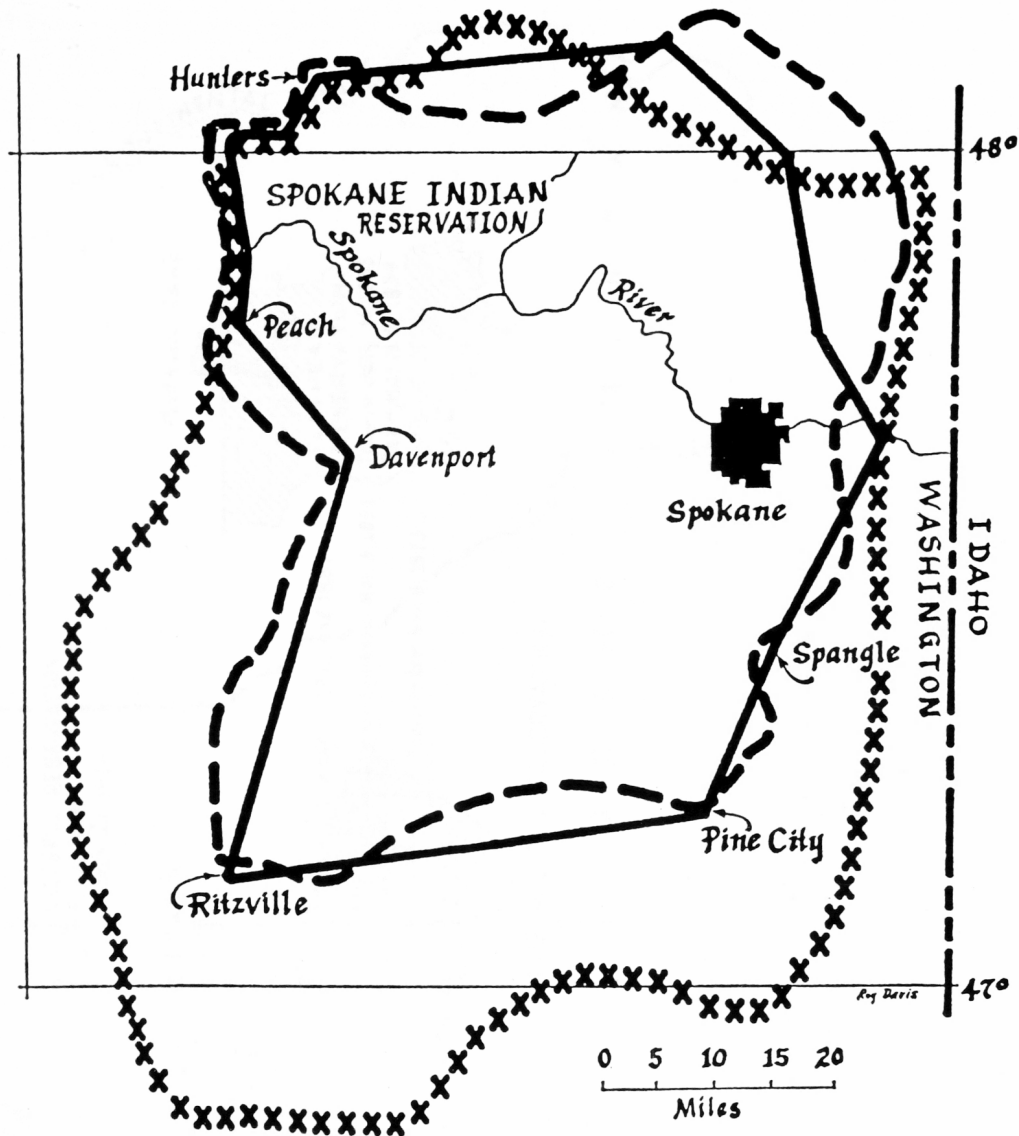 Hunters
48°
SPOKANE INDIAN
RESERVATION
Spokane
River
Peach
Davenport
Spokane
WASHINGTON
IDAHO
Spangle
Pine City
Ritzville
47°
Roy Davis
0 5 10 15 20
Miles